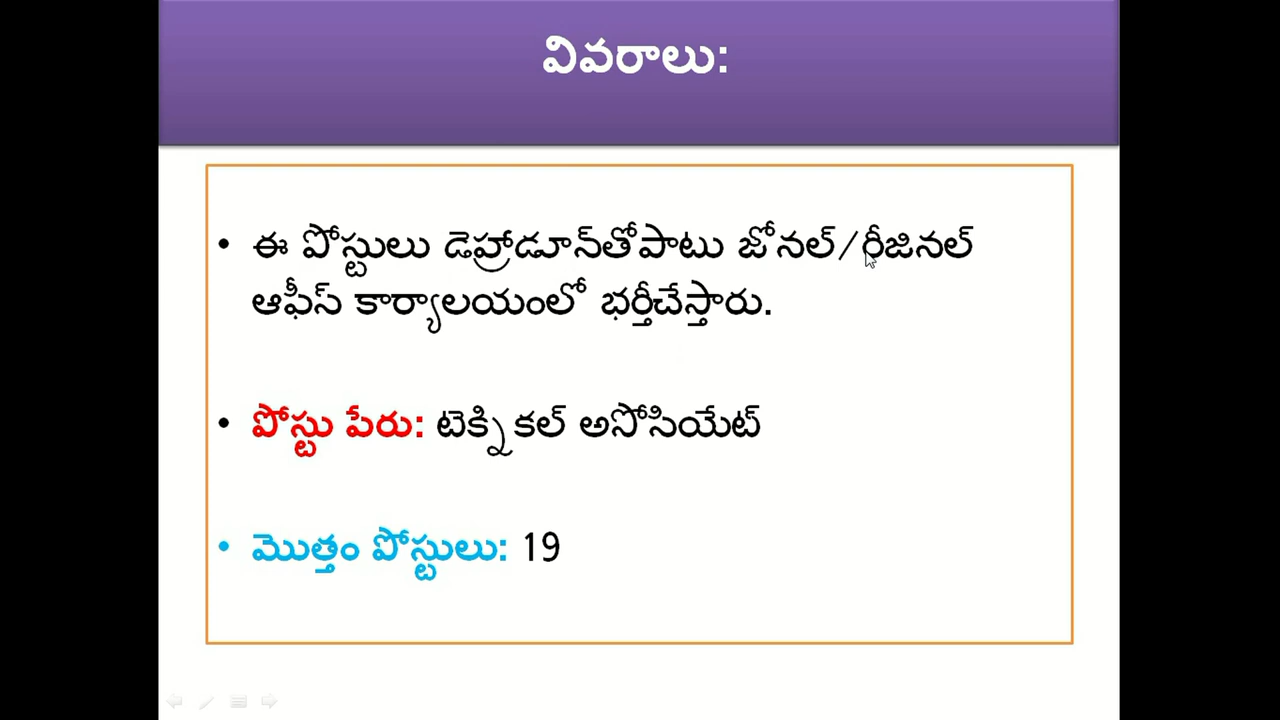 వివరాలు:
• ఈ పోస్టులు డెహ్రాడూన్‌తోపాటు జోనల్/రీజినల్
ఆఫీస్ కార్యాలయంలో భర్తీచేస్తారు.
• పోస్టు పేరు: టెక్నికల్ అసోసియేట్
• మొత్తం పోస్టులు: 19